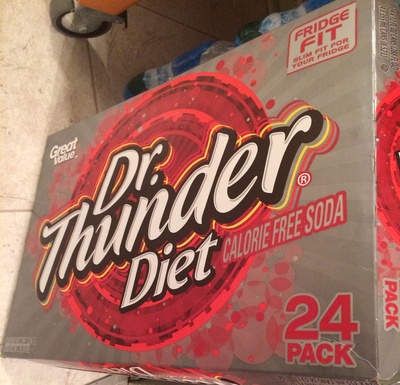 FRIDGE
FIT
SLIM FIT FOR
YOUR FRIDGE
Great
Value
Dr.
Thunder®
Diet
CALORIE FREE SODA
24
PACK
PACK